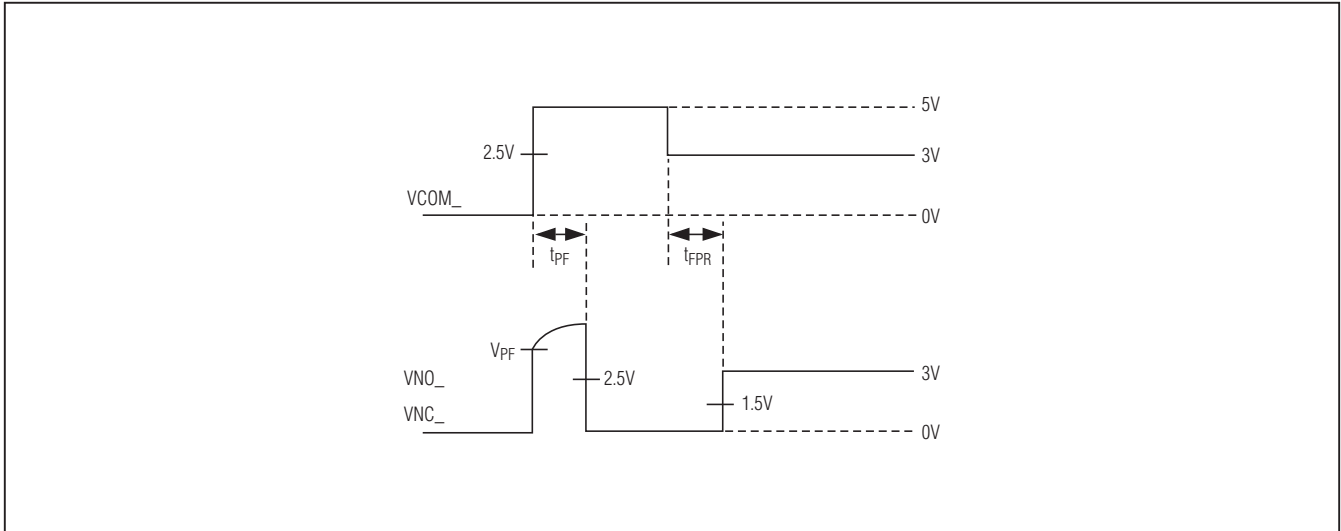 5V
2.5V
3V
VCOM_
0V
tPF
tFPR
VPF
VNO_
2.5V
3V
1.5V
VNC_
0V